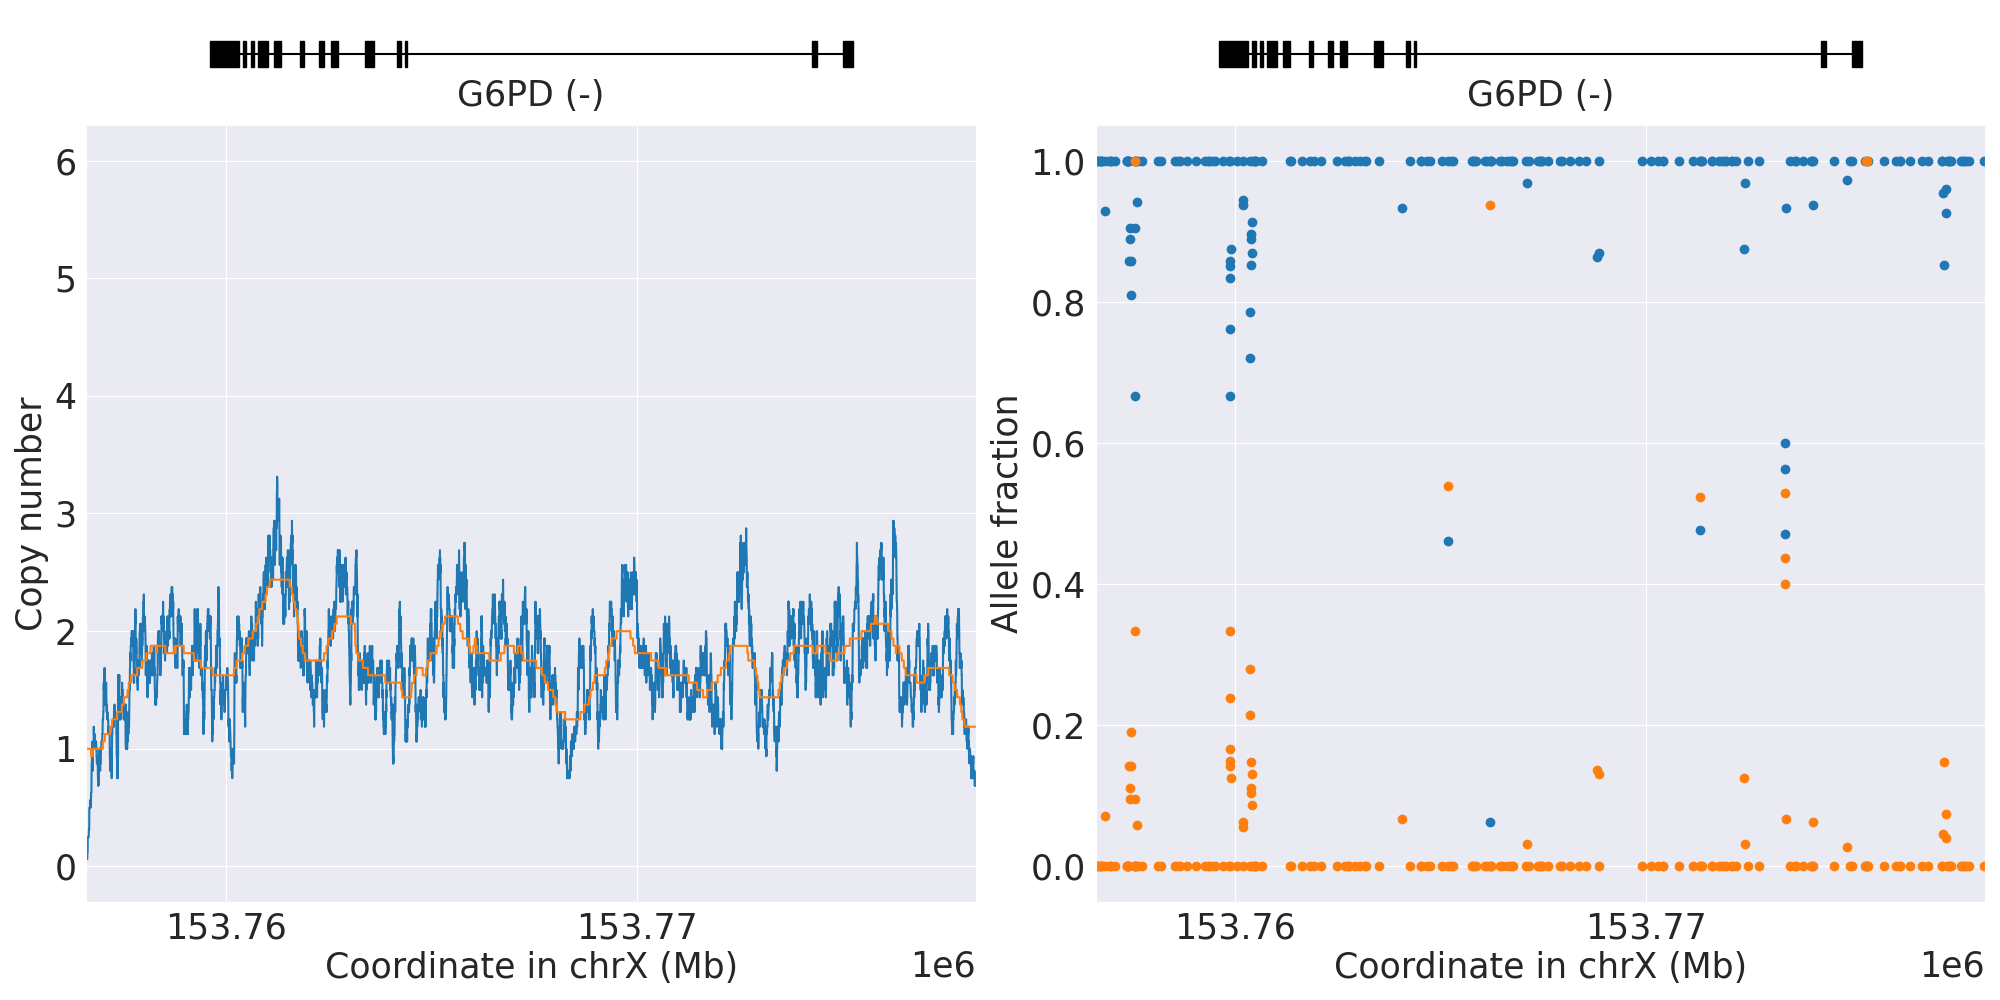 G6PD (-)
6
5
4
3
2
1
0
Copy number
153.76
153.77
Coordinate in chrX (Mb)
1e6
G6PD (-)
1.0
0.8
0.6
0.4
0.2
0.0
Allele fraction
153.76
153.77
Coordinate in chrX (Mb)
1e6